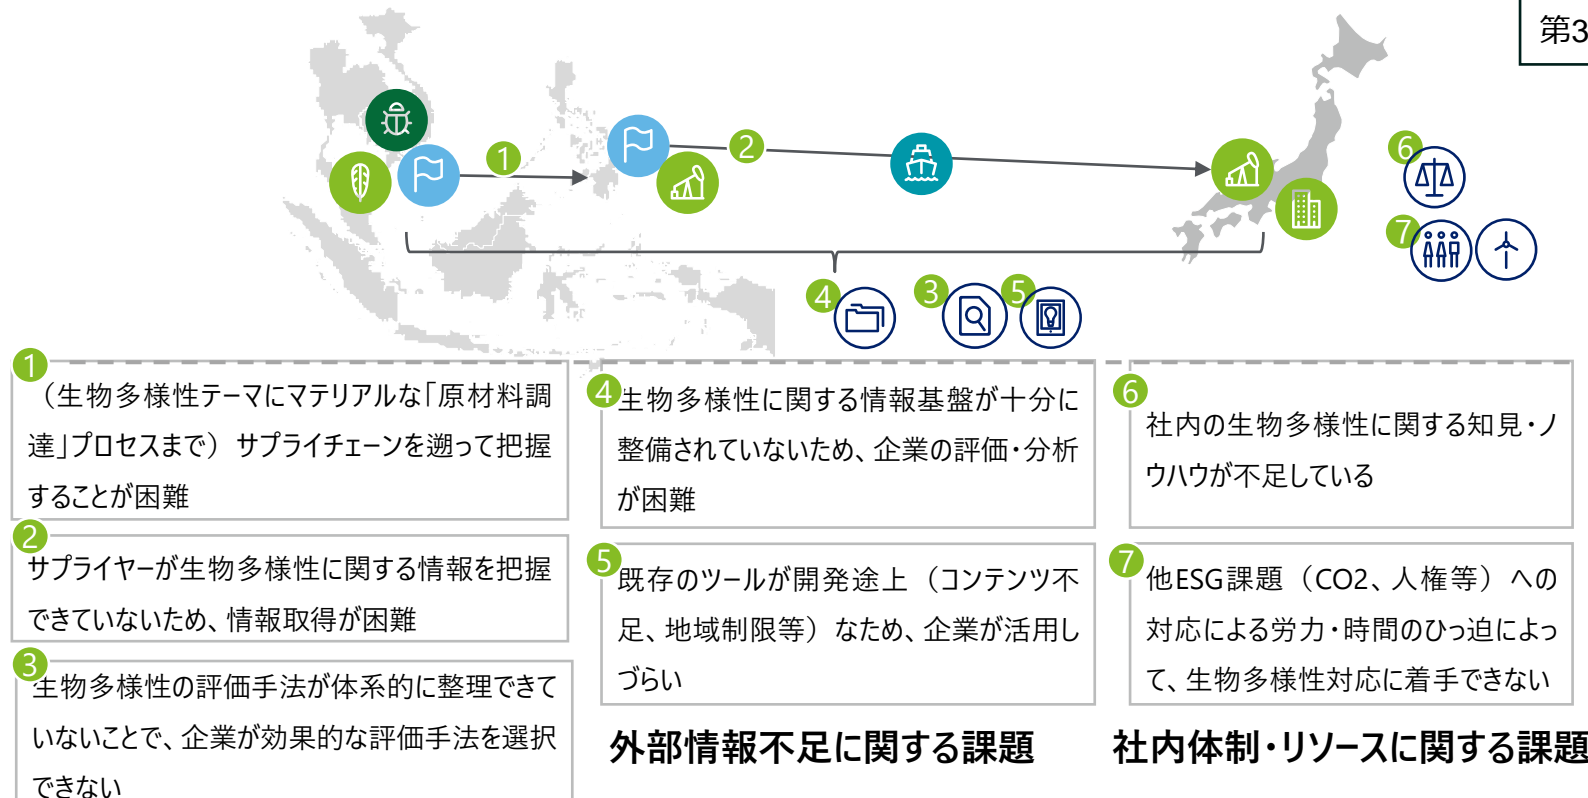 第3
1
2
6
7
4
3
5
1
（生物多様性テーマにマテリアルな「原材料調
達」プロセスまで）サプライチェーンを遡って把握
することが困難
2
サプライヤーが生物多様性に関する情報を把握
できていないため、情報取得が困難
3
生物多様性の評価手法が体系的に整理できて
いないことで、企業が効果的な評価手法を選択
できない
4
生物多様性に関する情報基盤が十分に
整備されていないため、企業の評価・分析
が困難
5
既存のツールが開発途上（コンテンツ不
足、地域制限等）なため、企業が活用し
づらい
外部情報不足に関する課題
6
社内の生物多様性に関する知見・ノ
ウハウが不足している
7
他ESG課題（CO2、人権等）への
対応による労力・時間のひっ迫によっ
て、生物多様性対応に着手できない
社内体制・リソースに関する課題